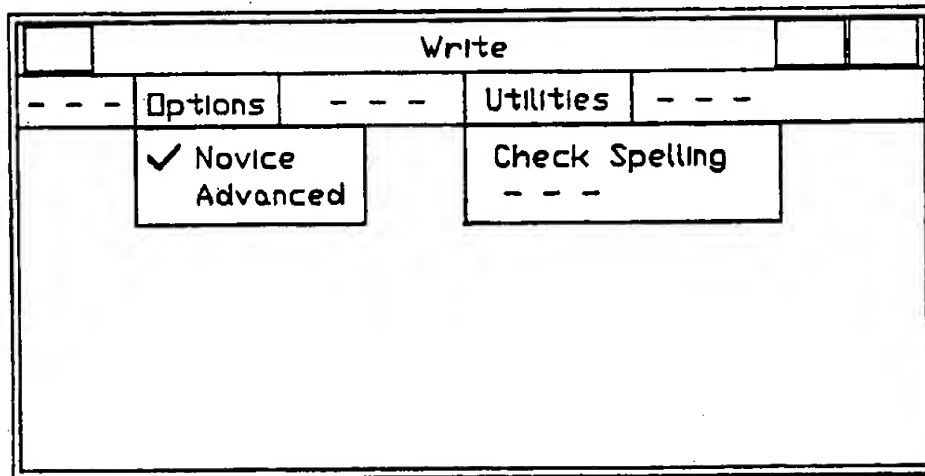 Write
- - - Options - - - Utilities - - -
✓ Novice Check Spelling
Advanced - - -